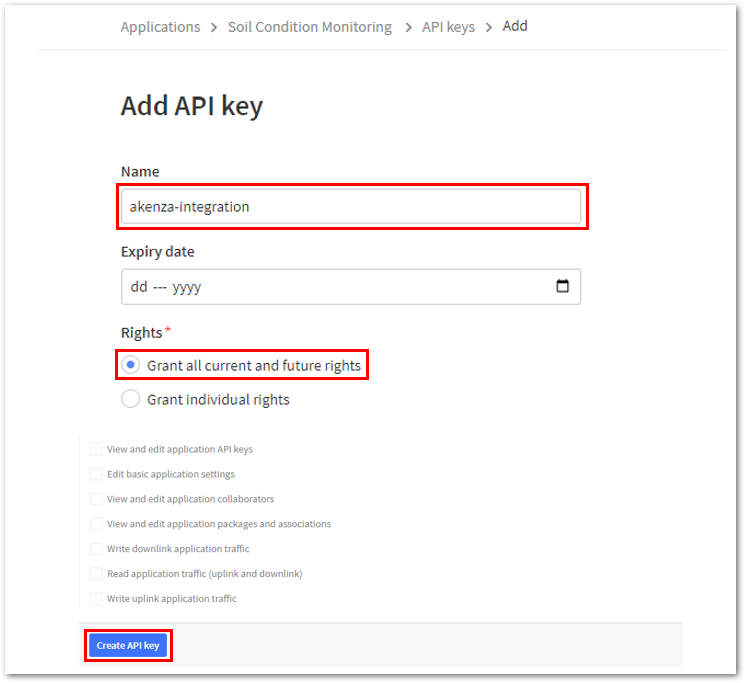 Applications > Soil Condition Monitoring > API keys > Add
Add API key
Name
akenza-integration
Expiry date
dd --- yyyy
Rights*
Grant all current and future rights
Grant individual rights
View and edit application API keys
Edit basic application settings
View and edit application collaborators
View and edit application packages and associations
Write downlink application traffic
Read application traffic (uplink and downlink)
Write uplink application traffic
Create API key